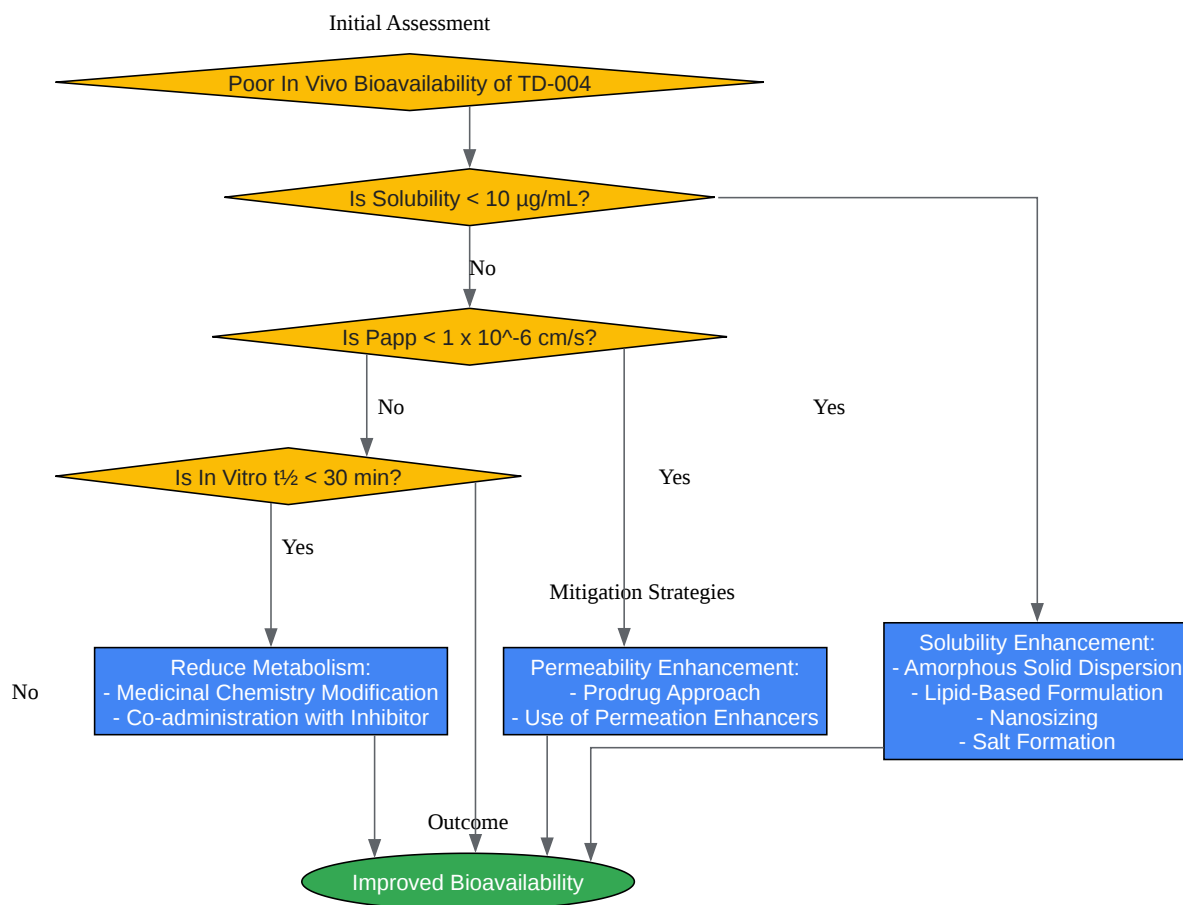 Initial Assessment
Poor In Vivo Bioavailability of TD-004
Is Solubility < 10 µg/mL?
No
Is Papp < 1 x 10^-6 cm/s?
No
Yes
Is In Vitro t½ < 30 min?
Yes
Yes
Mitigation Strategies
Reduce Metabolism:
- Medicinal Chemistry Modification
- Co-administration with Inhibitor
Permeability Enhancement:
- Prodrug Approach
- Use of Permeation Enhancers
Solubility Enhancement:
- Amorphous Solid Dispersion
- Lipid-Based Formulation
- Nanosizing
- Salt Formation
No
Outcome
Improved Bioavailability